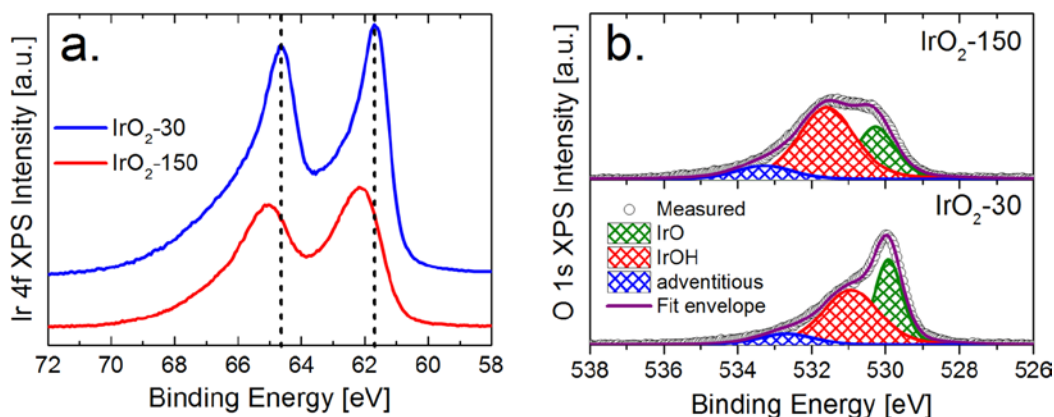 a.
Ir 4f XPS Intensity [a.u.]
IrO₂-30
IrO₂-150
72 70 68 66 64 62 60 58
Binding Energy [eV]
b.
O 1s XPS Intensity [a.u.]
IrO₂-150
IrO₂-30
Measured
IrO
IrOH
adventitious
Fit envelope
538 536 534 532 530 528 526
Binding Energy [eV]